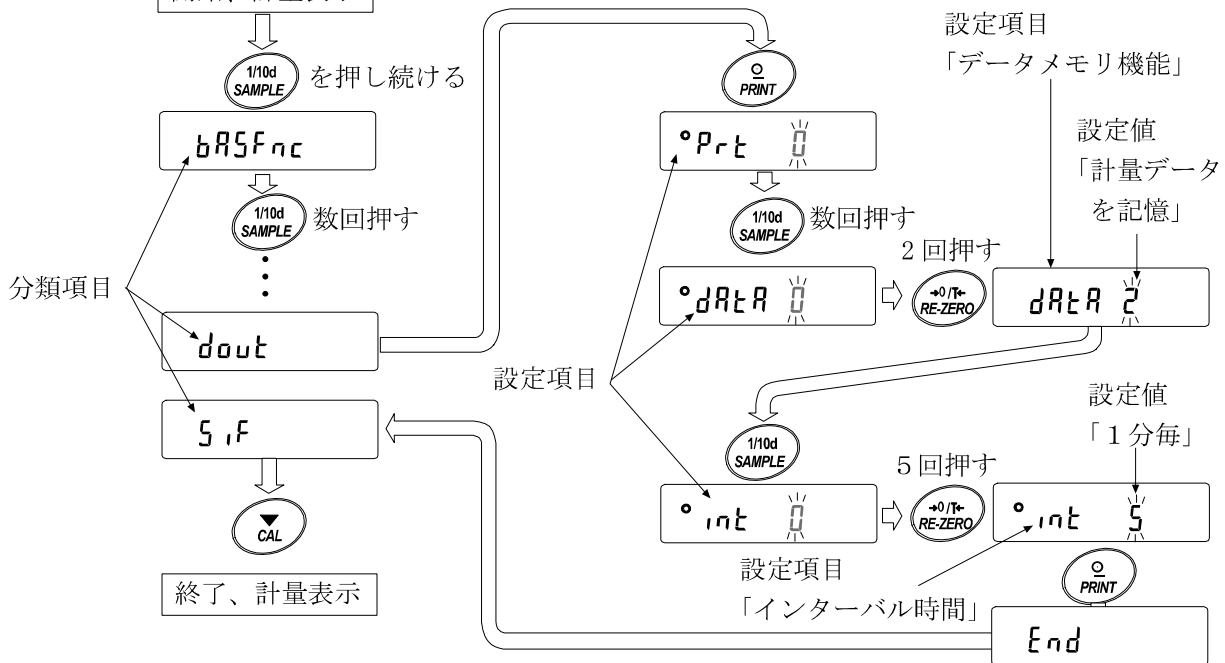 1/10d
SAMPLE
を押し続ける
bASFnc
1/10d
SAMPLE
数回押す
分類項目
dout
S iF
CAL
終了、計量表示
PRINT
Prt 0
1/10d
SAMPLE
数回押す
dAtA 0
2回押す
→0/T←
RE-ZERO
設定項目
「データメモリ機能」
設定値
「計量データ
を記憶」
dAtA 2
設定項目
1/10d
SAMPLE
int 0
5回押す
→0/T←
RE-ZERO
設定値
「1分毎」
int 5
設定項目
「インターバル時間」
PRINT
End